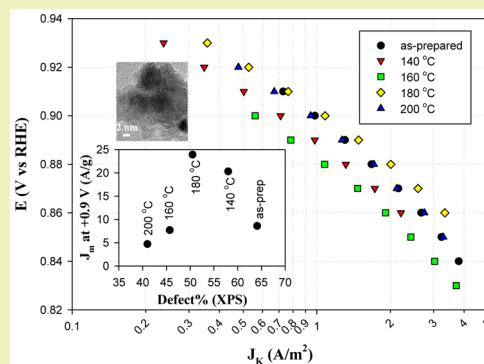 0.94
0.92
0.90
0.88
0.86
0.84
0.82
E (V vs RHE)
as-prepared
140 °C
160 °C
180 °C
200 °C
2 nm
25
20
15
10
5
0
J_m at +0.9 V (A/g)
200 °C
160 °C
180 °C
140 °C
as-prep
35 40 45 50 55 60 65 70
Defect% (XPS)
0.1 0.2 0.3 0.4 0.5 0.6 0.7 0.8 0.9 1 2 3 4 5
J_K (A/m²)